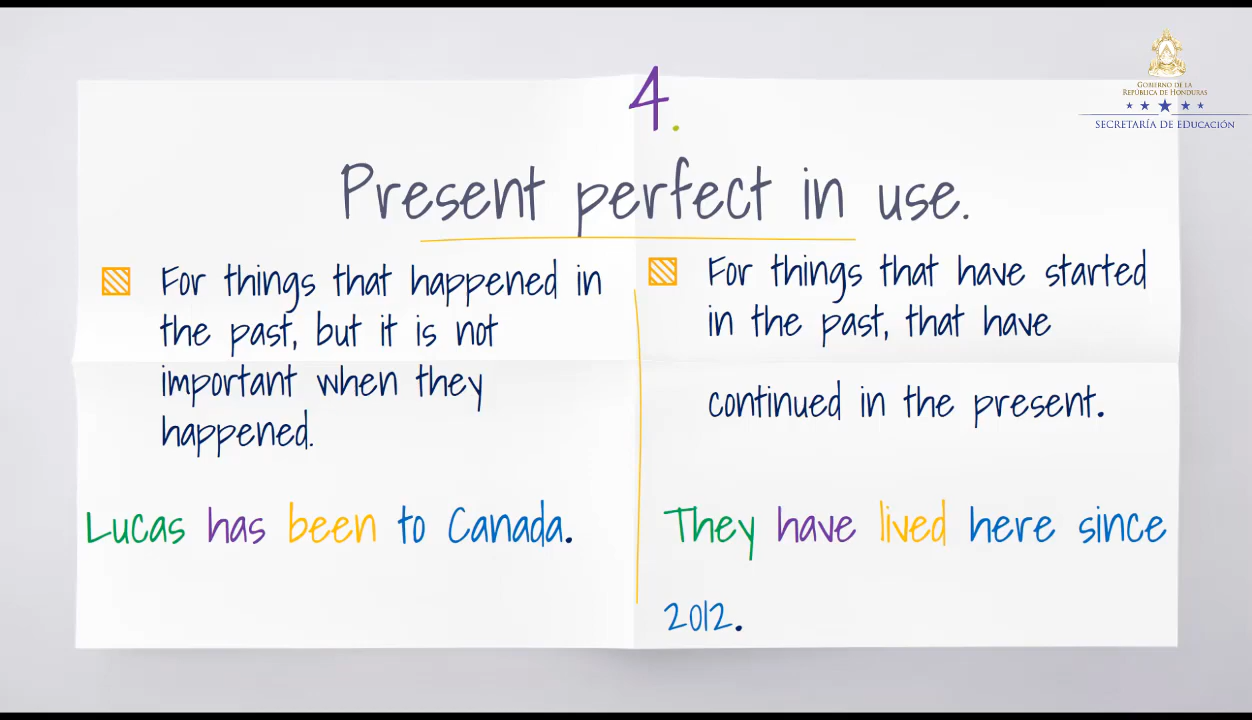 4.
GOBIERNO DE LA
REPÚBLICA DE HONDURAS
SECRETARÍA DE EDUCACIÓN
Present perfect in use.
For things that happened in
the past, but it is not
important when they
happened.
Lucas has been to Canada.
For things that have started
in the past, that have
continued in the present.
They have lived here since
2012.